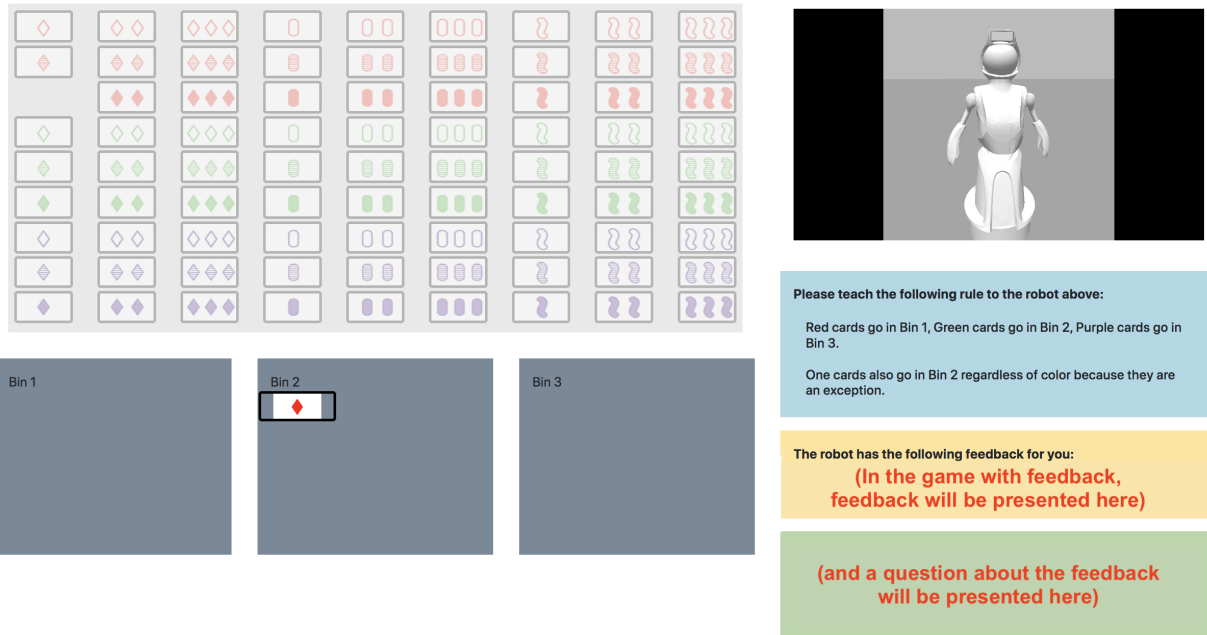 Please teach the following rule to the robot above:
Red cards go in Bin 1, Green cards go in Bin 2, Purple cards go in
Bin 3.
One cards also go in Bin 2 regardless of color because they are
an exception.
Bin 1
Bin 2
Bin 3
The robot has the following feedback for you:
(In the game with feedback,
feedback will be presented here)
(and a question about the feedback
will be presented here)